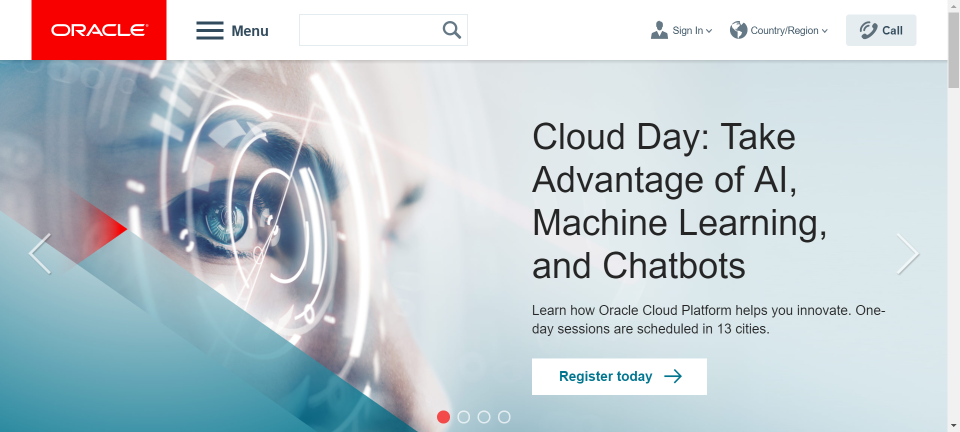 ORACLE
Menu
Sign In
Country/Region
Call
Cloud Day: Take
Advantage of AI,
Machine Learning,
and Chatbots
Learn how Oracle Cloud Platform helps you innovate. One-
day sessions are scheduled in 13 cities.
Register today